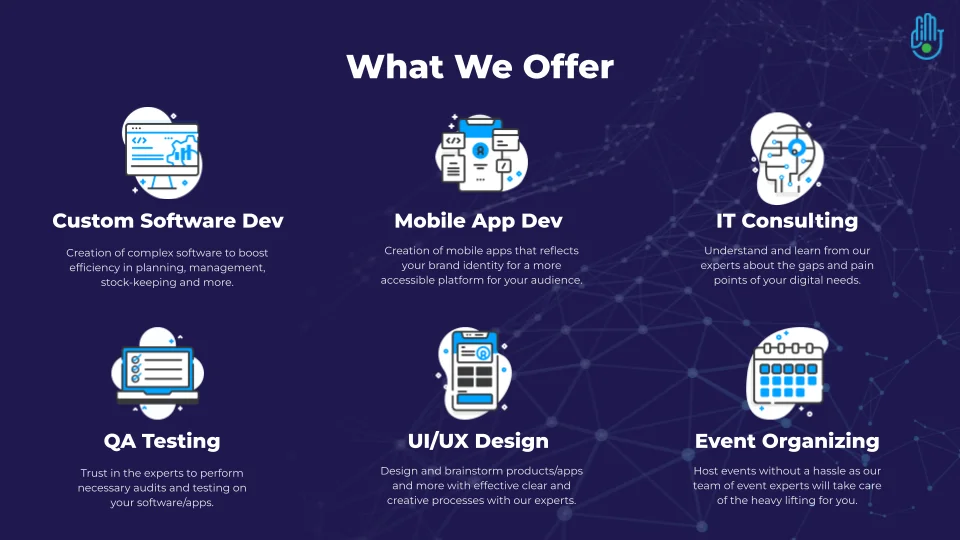 What We Offer
Custom Software Dev
Creation of complex software to boost
efficiency in planning, management,
stock-keeping and more.
Mobile App Dev
Creation of mobile apps that reflects
your brand identity for a more
accessible platform for your audience.
IT Consulting
Understand and learn from our
experts about the gaps and pain
points of your digital needs.
QA Testing
Trust in the experts to perform
necessary audits and testing on
your software/apps.
UI/UX Design
Design and brainstorm products/apps
and more with effective clear and
creative processes with our experts.
Event Organizing
Host events without a hassle as our
team of event experts will take care
of the heavy lifting for you.